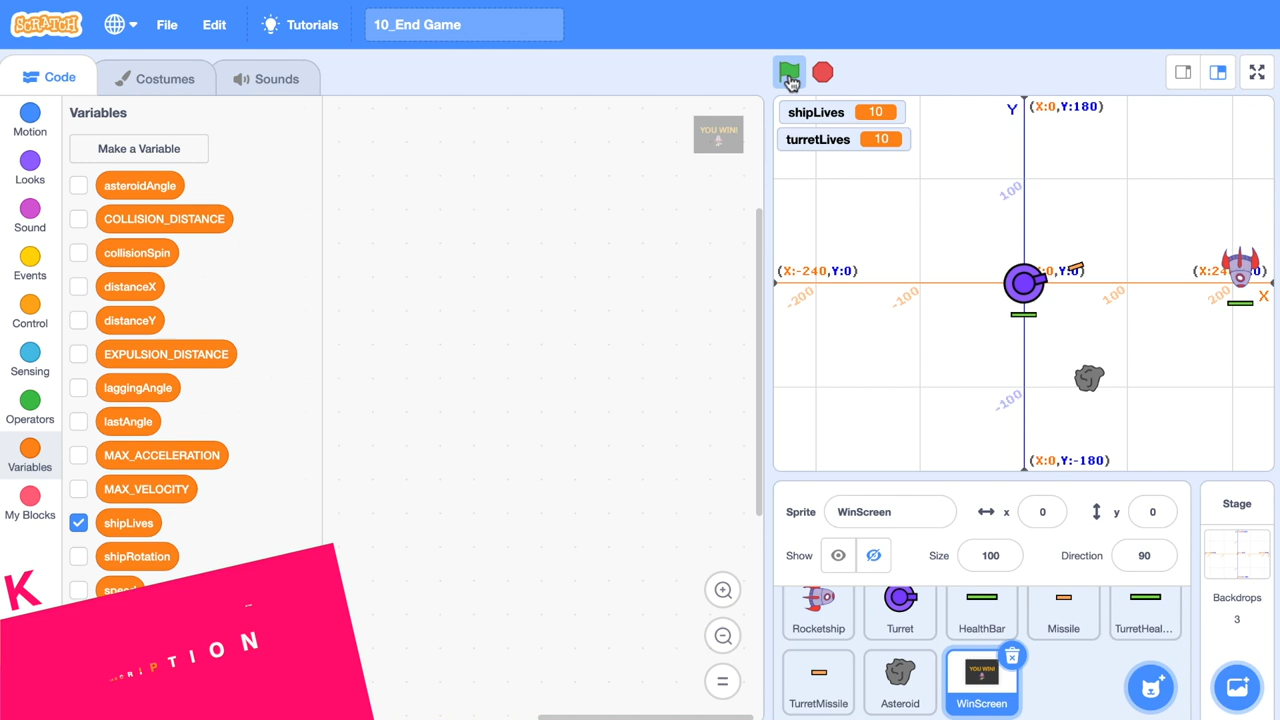 SCRATCH
File
Edit
Tutorials
10_End Game
Code
Costumes
Sounds
Motion
Looks
Sound
Events
Control
Sensing
Operators
Variables
My Blocks
Variables
Make a Variable
asteroidAngle
COLLISION_DISTANCE
collisionSpin
distanceX
distanceY
EXPULSION_DISTANCE
laggingAngle
lastAngle
MAX_ACCELERATION
MAX_VELOCITY
shipLives
shipRotation
K
YOU WIN!
shipLives 10
turretLives 10
Y (X:0,Y:180)
100
(X:-240,Y:0)
-200
-100
100
200
X
-100
(X:0,Y:-180)
Sprite WinScreen x 0 y 0
Show Size 100 Direction 90
Rocketship
Turret
HealthBar
Missile
TurretHeal...
TurretMissile
Asteroid
YOU WIN!
WinScreen
Stage
Backdrops
3